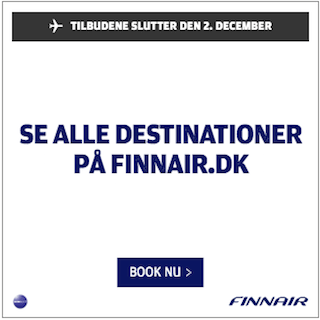 TILBUDENE SLUTTER DEN 2. DECEMBER
SE ALLE DESTINATIONER
PÅ FINNAIR.DK
BOOK NU >
FINNAIR